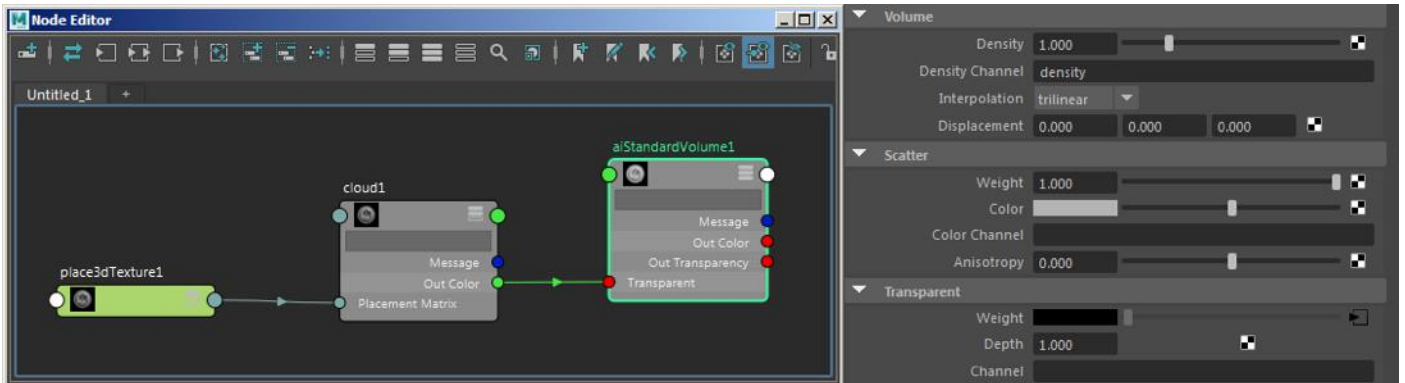 Node Editor
Untitled_1 +
place3dTexture1
cloud1
Message
Out Color
Placement Matrix
aiStandardVolume1
Message
Out Color
Out Transparency
Transparent
Volume
Density 1.000
Density Channel density
Interpolation trilinear
Displacement 0.000 0.000 0.000
Scatter
Weight 1.000
Color
Color Channel
Anisotropy 0.000
Transparent
Weight
Depth 1.000
Channel